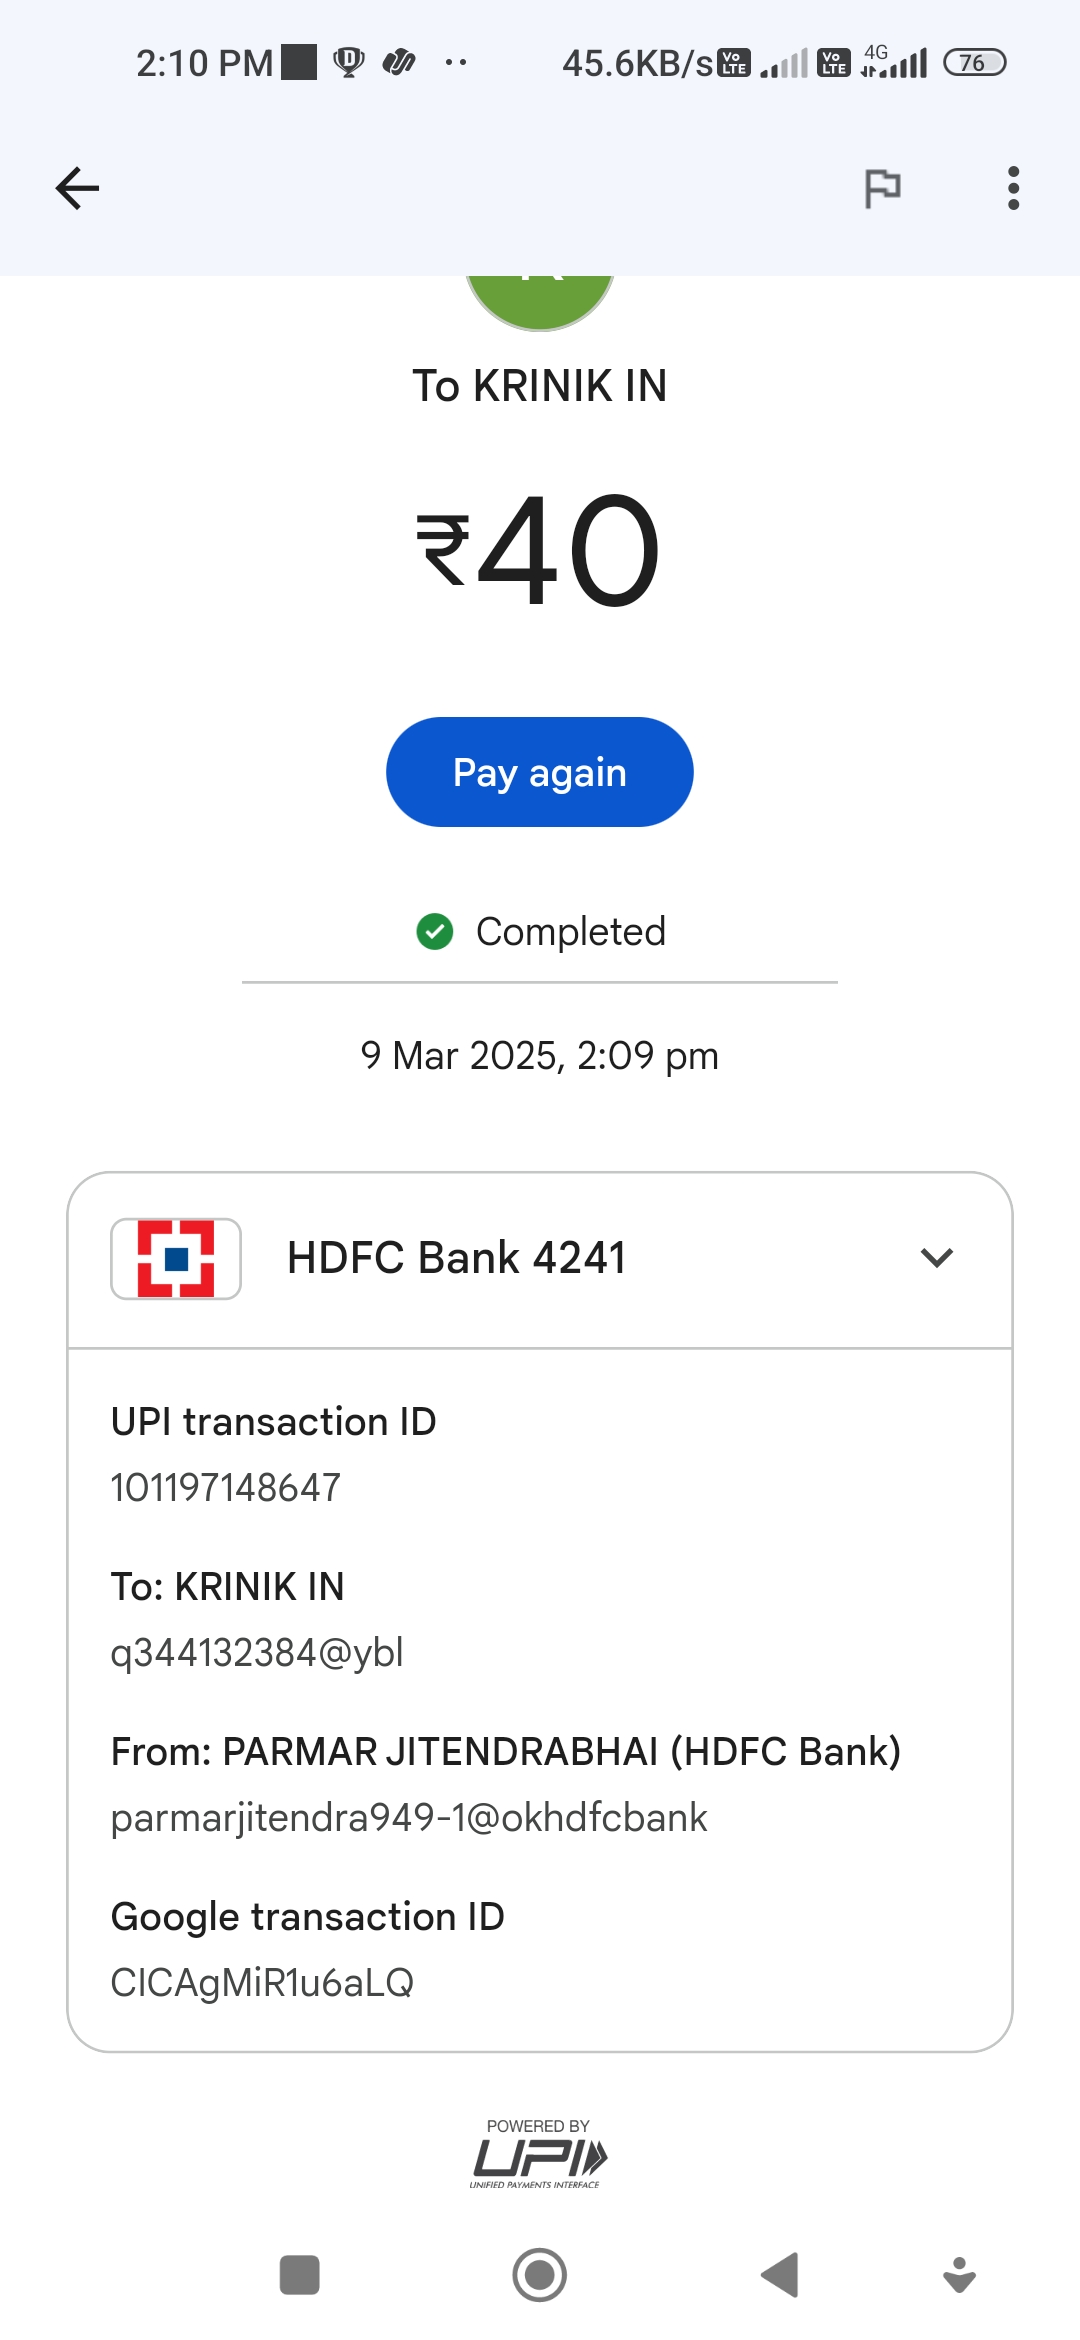 2:10 PM 45.6KB/s Vo LTE Vo LTE 4G 76
To KRINIK IN
₹40
Pay again
Completed
9 Mar 2025, 2:09 pm
HDFC Bank 4241
UPI transaction ID
101197148647
To: KRINIK IN
q344132384@ybl
From: PARMAR JITENDRABHAI (HDFC Bank)
parmarjitendra949-1@okhdfcbank
Google transaction ID
CICAgMiR1u6aLQ
POWERED BY
UPI
UNIFIED PAYMENTS INTERFACE